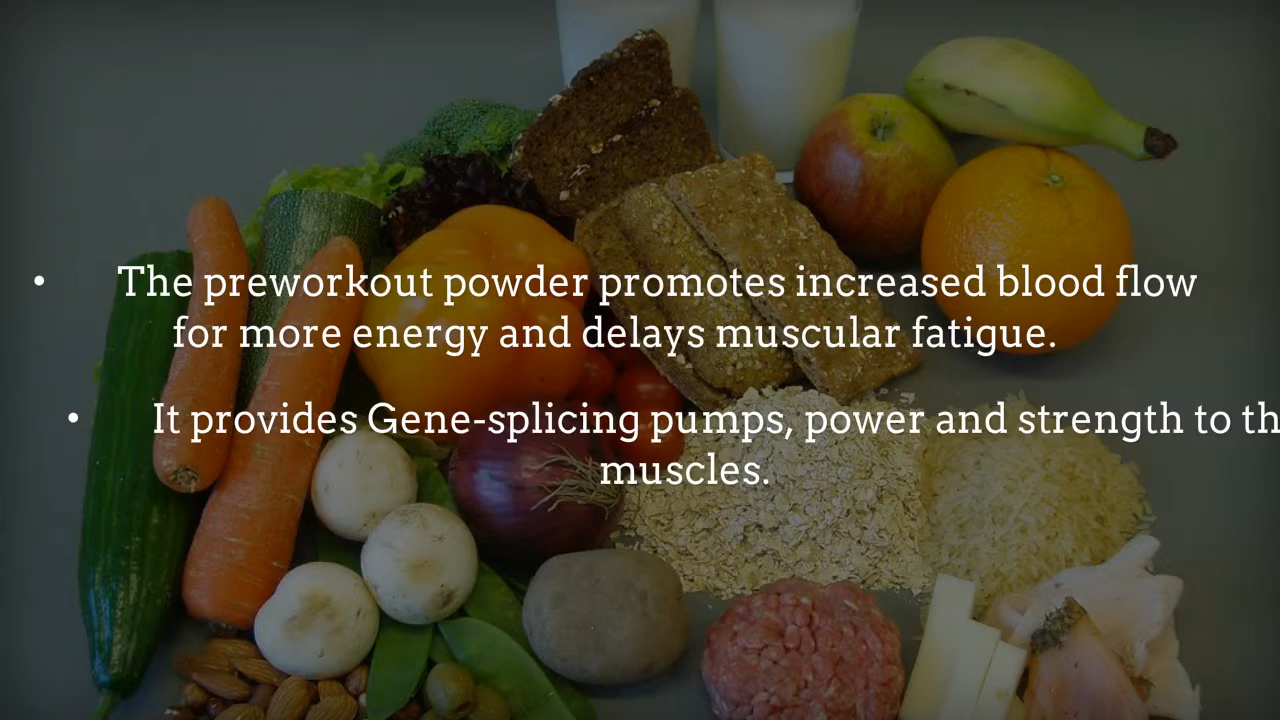 • The preworkout powder promotes increased blood flow
for more energy and delays muscular fatigue.
• It provides Gene-splicing pumps, power and strength to th
muscles.